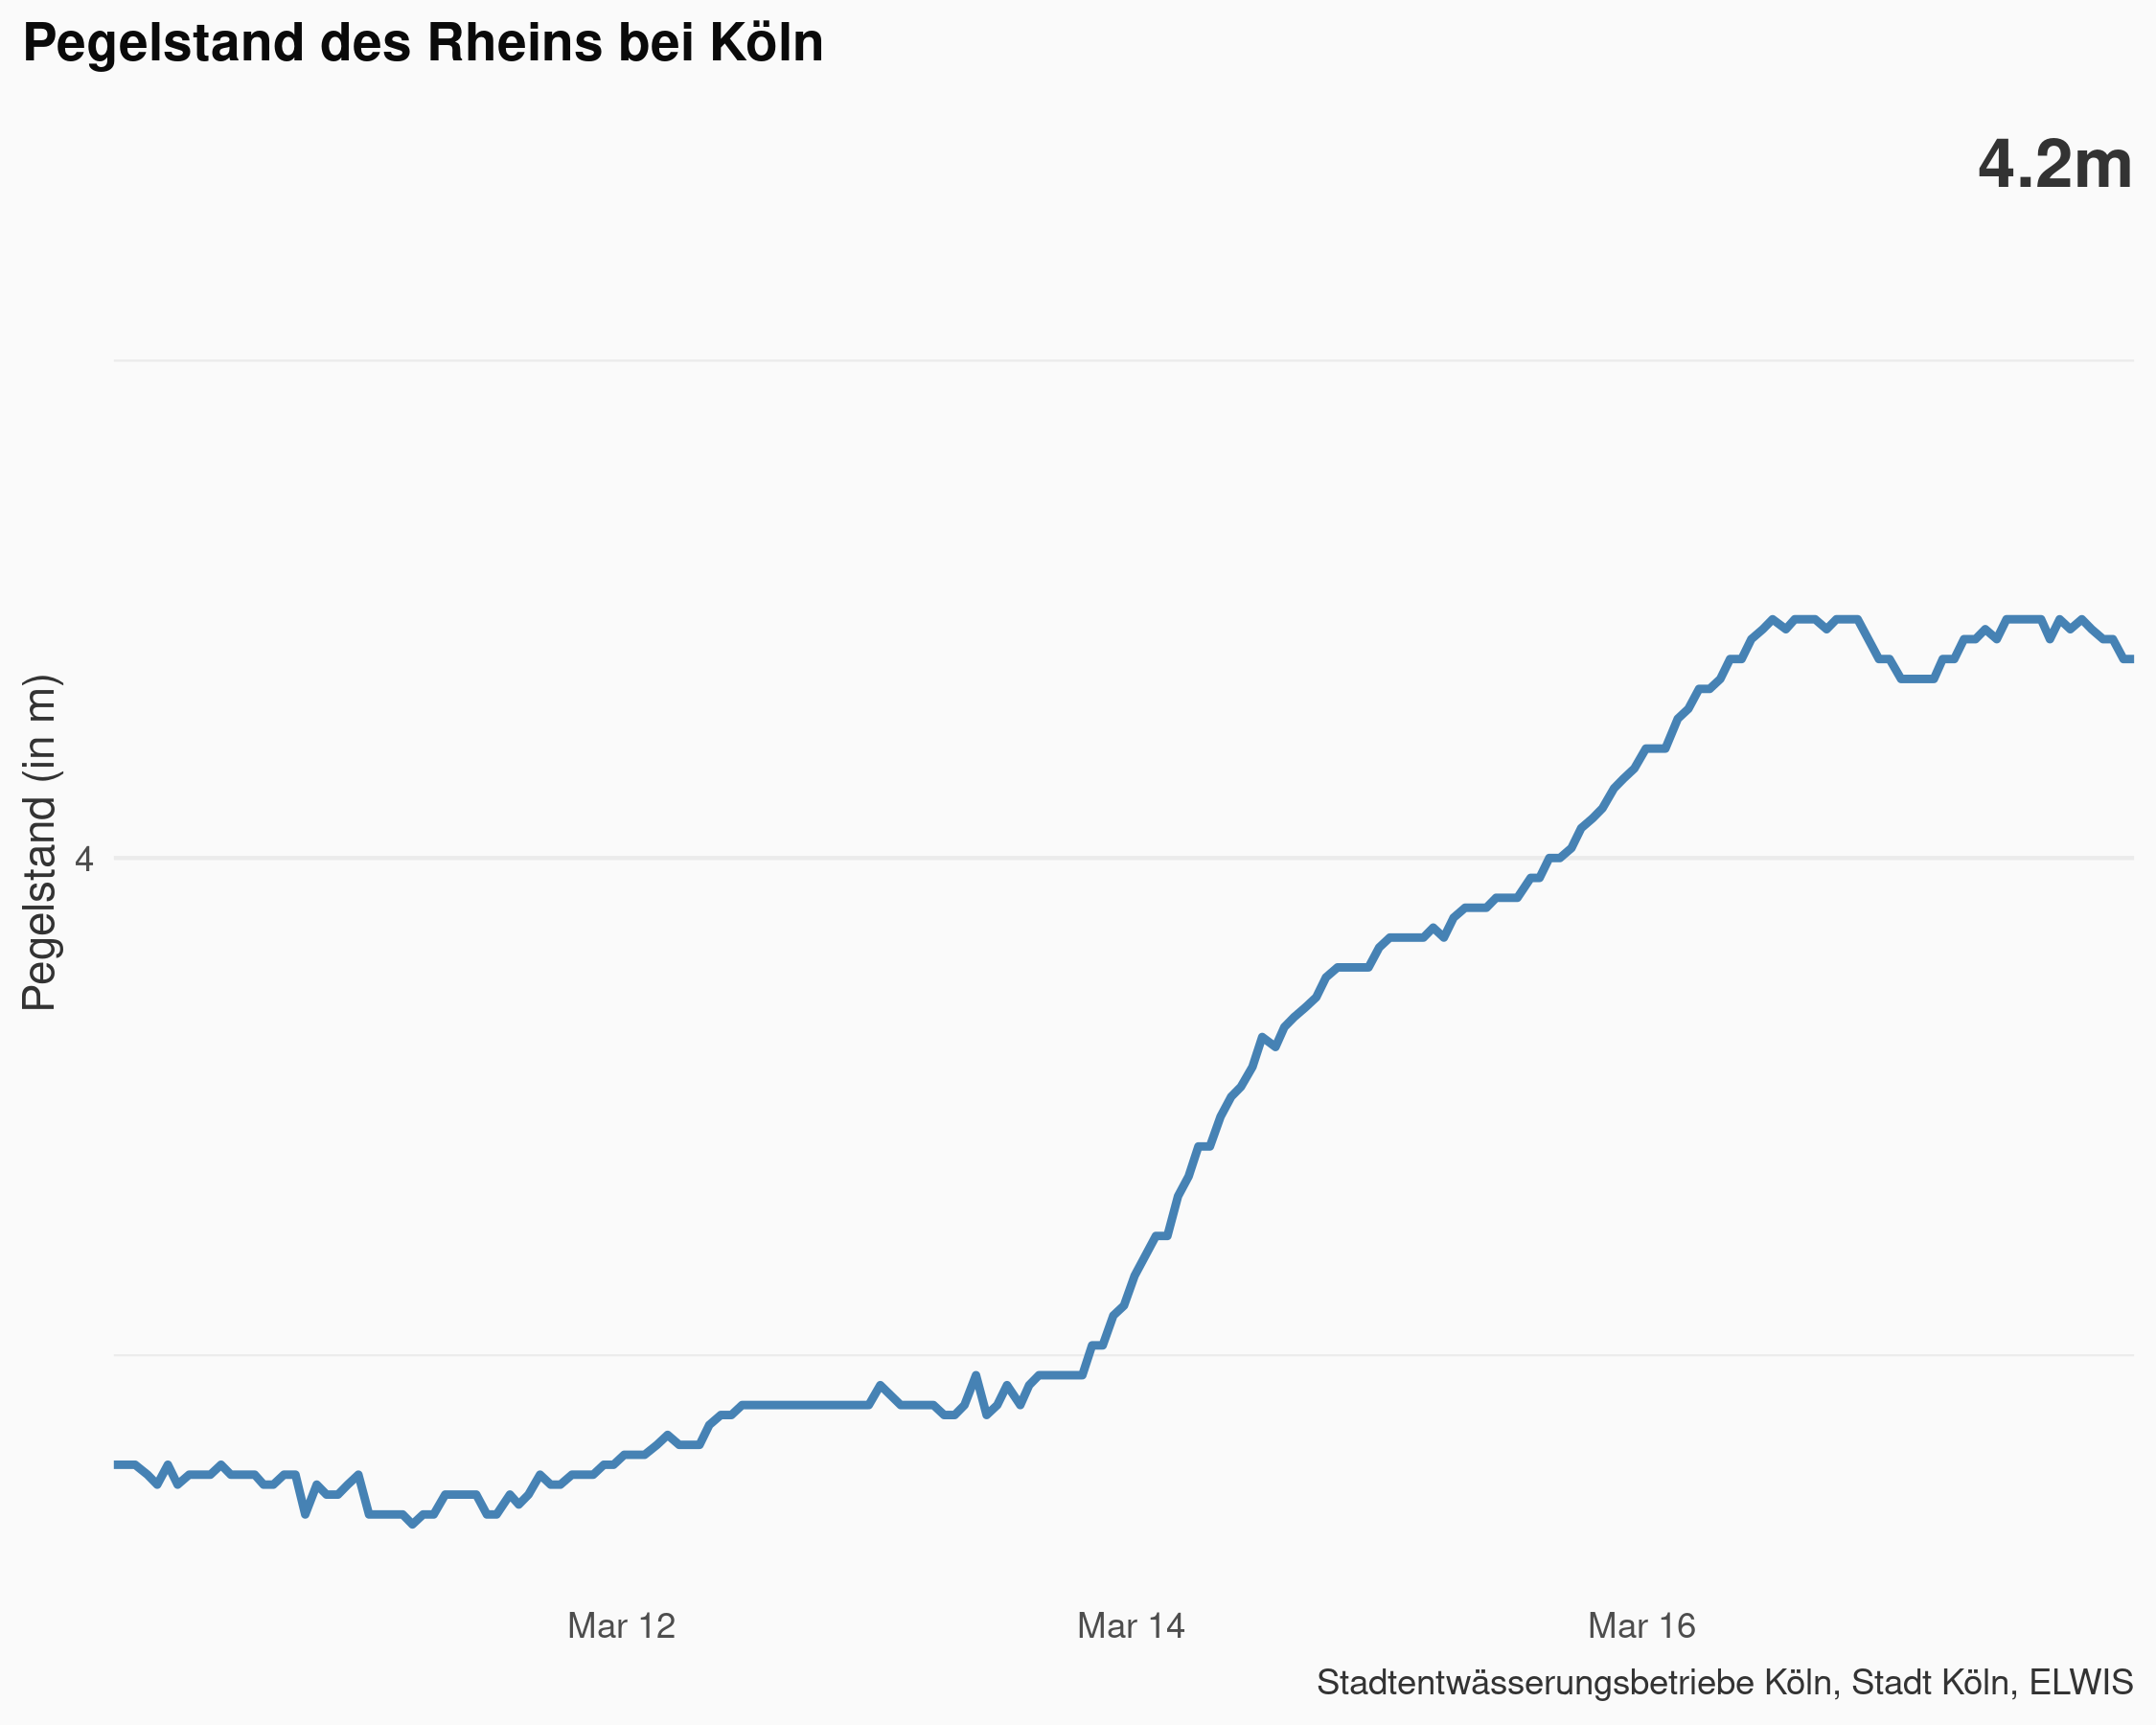 Pegelstand des Rheins bei Köln
4.2m
Pegelstand (in m)
4
Mar 12
Mar 14
Mar 16
Stadtentwässerungsbetriebe Köln, Stadt Köln, ELWIS